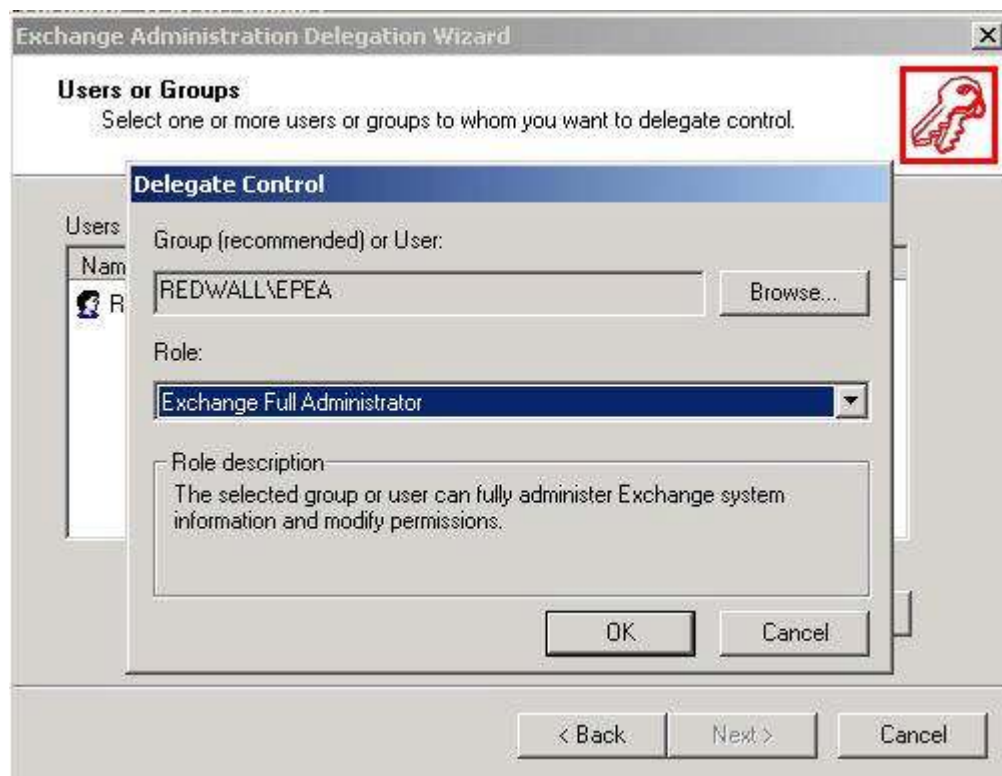 Exchange Administration Delegation Wizard
Users or Groups
Select one or more users or groups to whom you want to delegate control.
Delegate Control
Users
Group (recommended) or User:
Nam
REDWALL\EPEA
Browse...
R
Role:
Exchange Full Administrator
Role description
The selected group or user can fully administer Exchange system
information and modify permissions.
OK
Cancel
< Back
Next >
Cancel